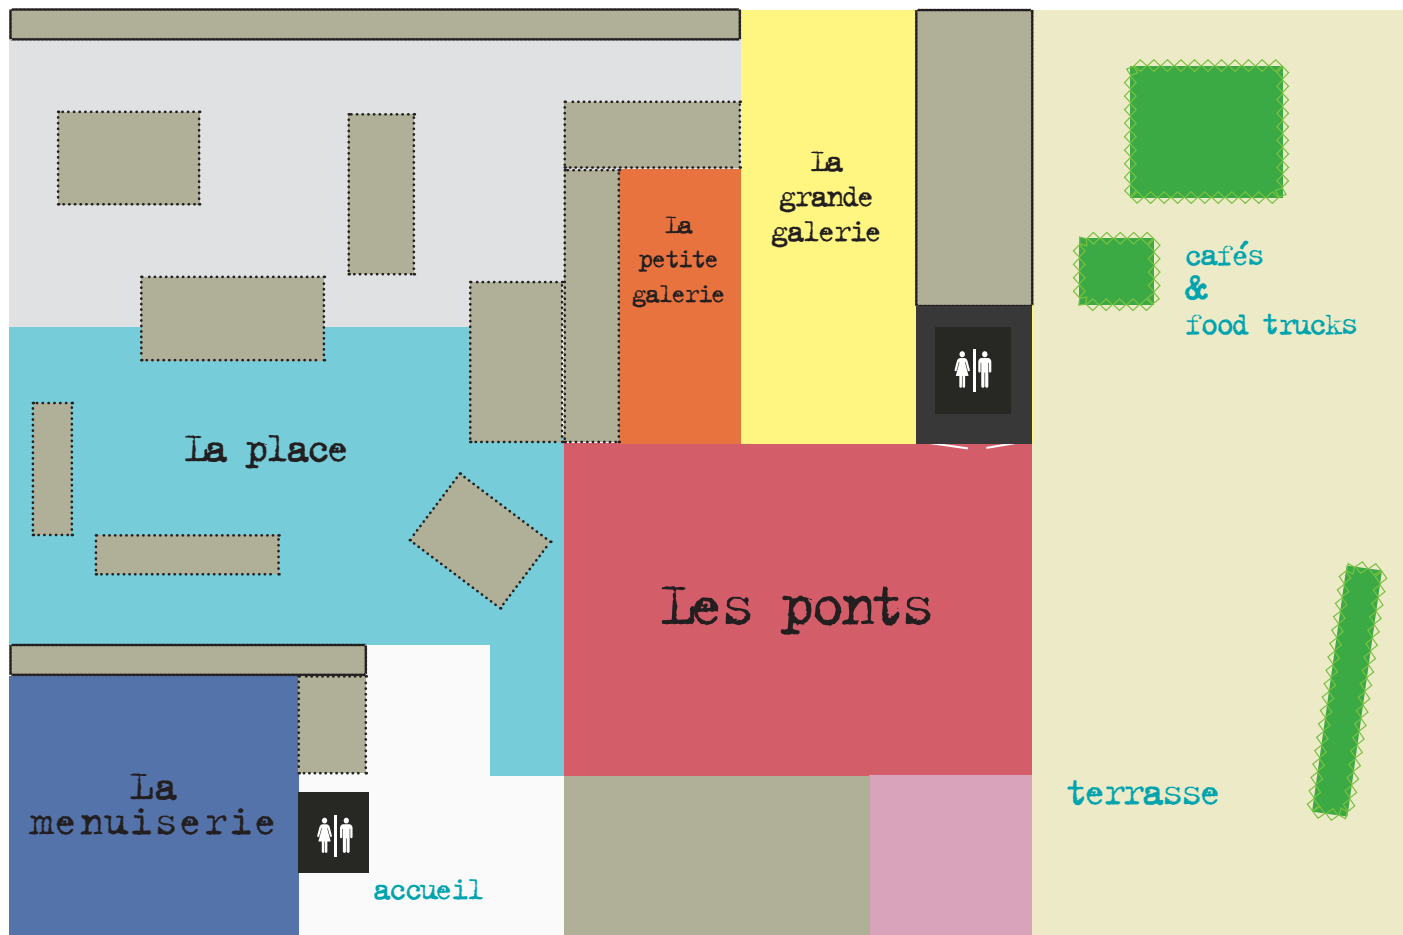 La
grande
galerie
La
petite
galerie
cafés
&
food trucks
La place
Les ponts
La
menuiserie
terrasse
accueil